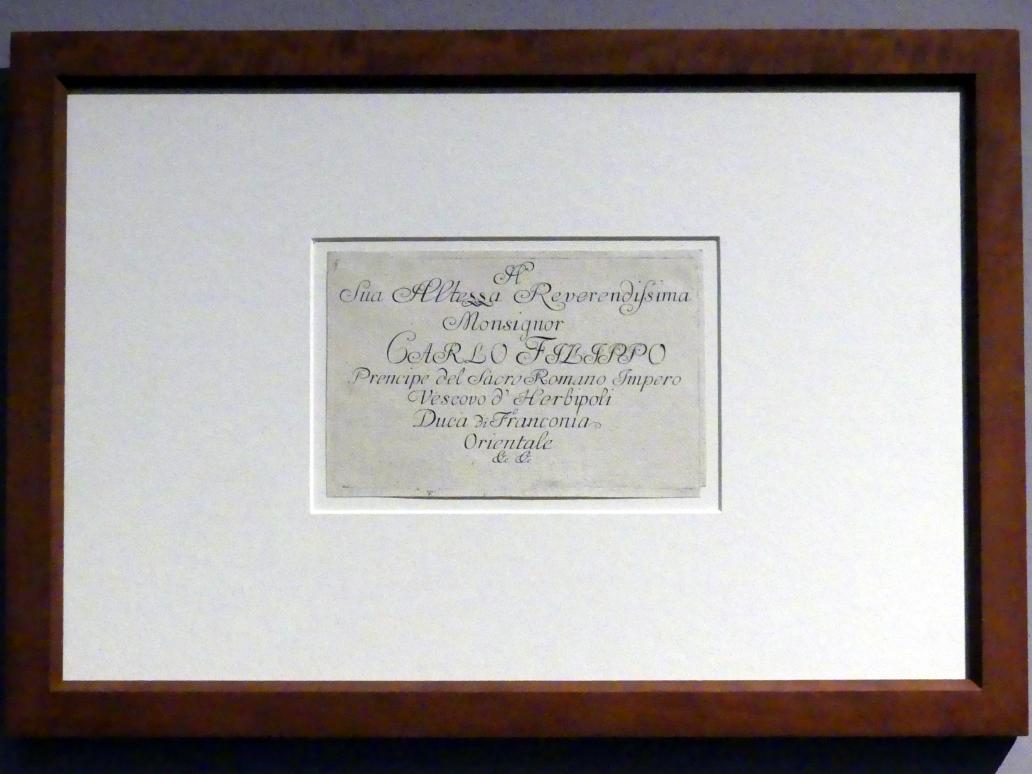 A
Sua Altezza Reverendiſsima
Monsignor
CARLO FILIPPO
Prencipe del Sacro Romano Impero
Vescovo d' Herbipoli
Duca di Franconia
Orientale
&c &c